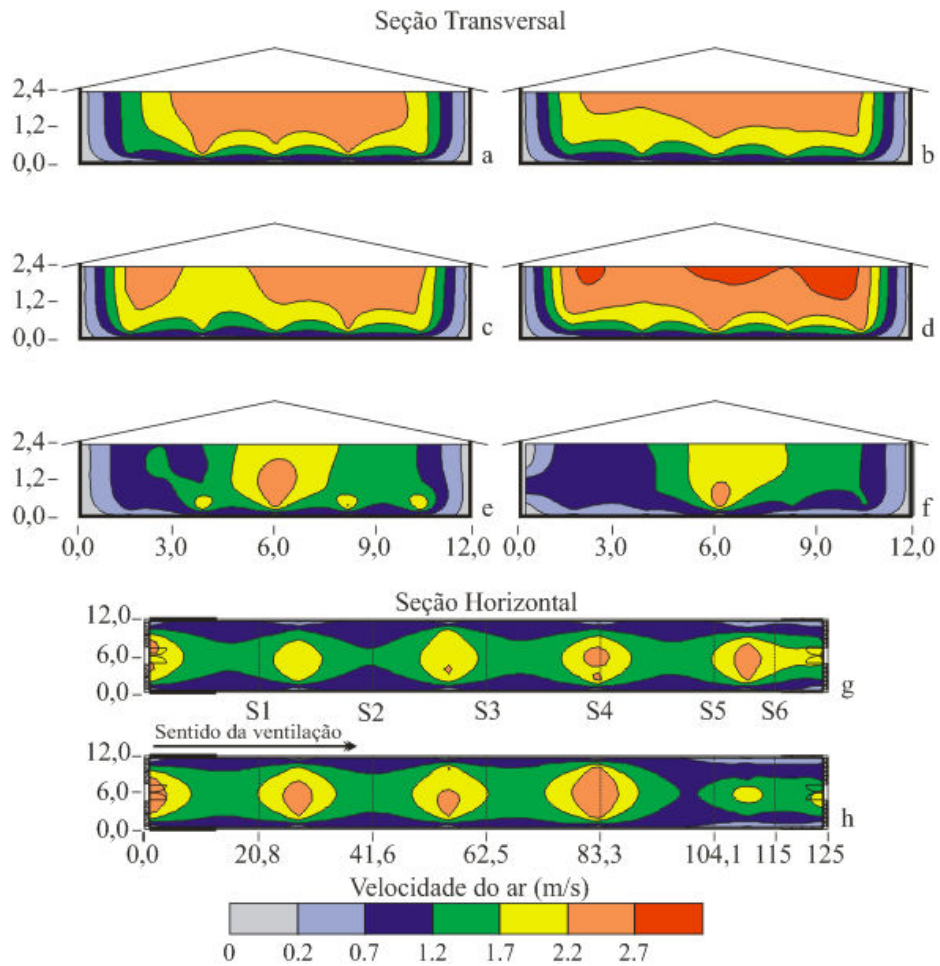 Seção Transversal
2,4
1,2
0,0
a
b
2,4
1,2
0,0
c
d
2,4
1,2
0,0
e
f
0,0 3,0 6,0 9,0 12,0 0,0 3,0 6,0 9,0 12,0
Seção Horizontal
12,0
6,0
0,0
g
S1 S2 S3 S4 S5 S6
Sentido da ventilação
12,0
6,0
0,0
h
0,0 20,8 41,6 62,5 83,3 104,1 115 125
Velocidade do ar (m/s)
0 0.2 0.7 1.2 1.7 2.2 2.7